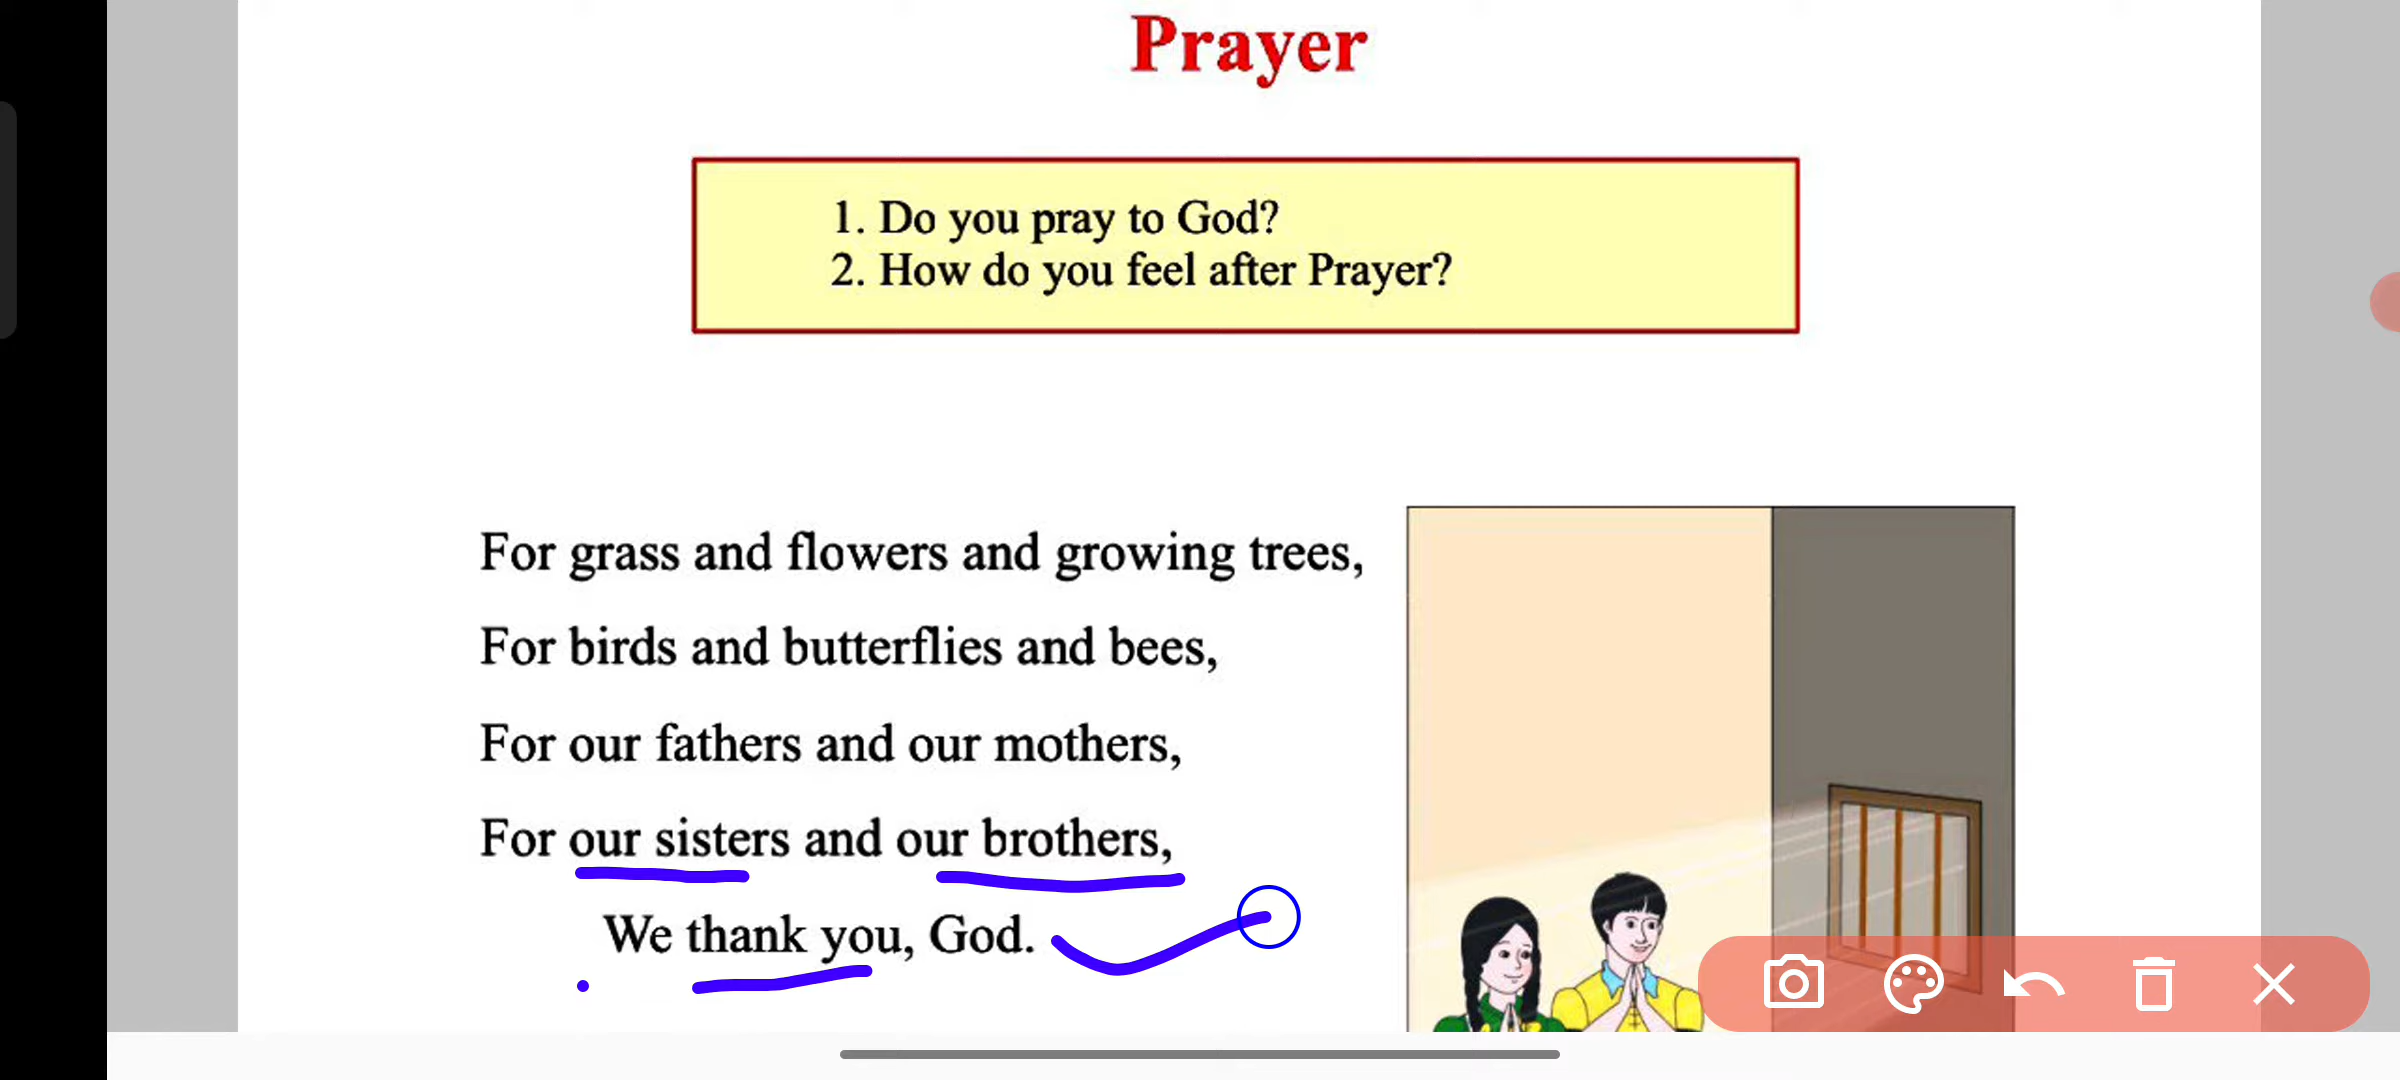 Prayer
1. Do you pray to God?
2. How do you feel after Prayer?
For grass and flowers and growing trees,
For birds and butterflies and bees,
For our fathers and our mothers,
For our sisters and our brothers,
We thank you, God.